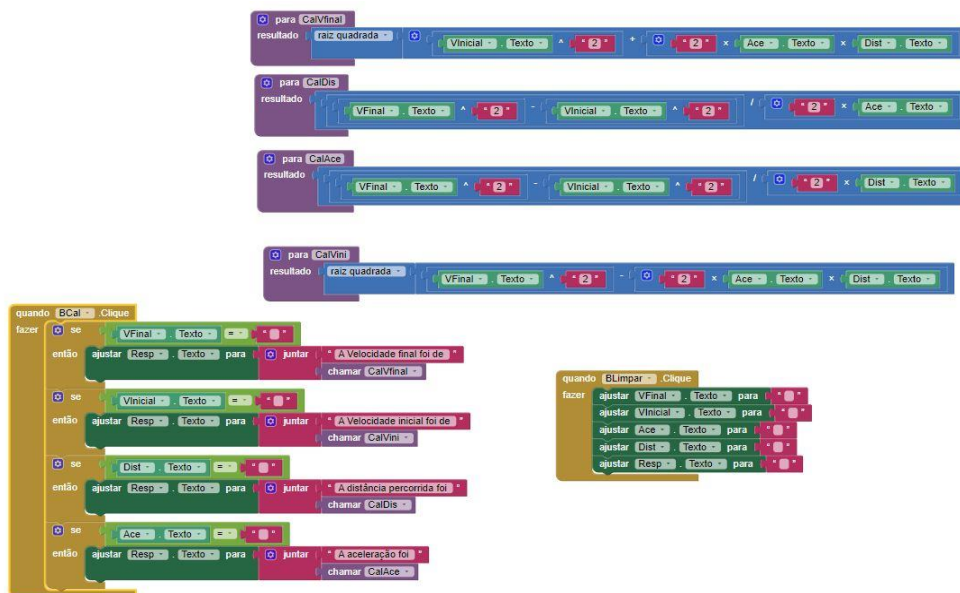 para CalVfinal
resultado raiz quadrada VInicial . Texto ^ " 2 " + " 2 " × Ace . Texto × Dist . Texto
para CalDis
resultado VFinal . Texto ^ " 2 " - VInicial . Texto ^ " 2 " / " 2 " × Ace . Texto
para CalAce
resultado VFinal . Texto ^ " 2 " - VInicial . Texto ^ " 2 " / " 2 " × Dist . Texto
para CalVini
resultado raiz quadrada VFinal . Texto ^ " 2 " - " 2 " × Ace . Texto × Dist . Texto
quando BCal .Clique
fazer se VFinal . Texto = " "
então ajustar Resp . Texto para juntar " A Velocidade final foi de "
chamar CalVfinal
se VInicial . Texto = " "
então ajustar Resp . Texto para juntar " A Velocidade inicial foi de "
chamar CalVini
se Dist . Texto = " "
então ajustar Resp . Texto para juntar " A distância percorrida foi "
chamar CalDis
se Ace . Texto = " "
então ajustar Resp . Texto para juntar " A aceleração foi "
chamar CalAce
quando BLimpar .Clique
fazer ajustar VFinal . Texto para " "
ajustar VInicial . Texto para " "
ajustar Ace . Texto para " "
ajustar Dist . Texto para " "
ajustar Resp . Texto para " "